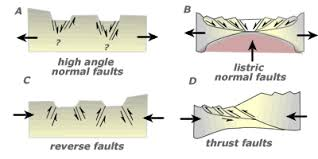 A
?
?
high angle
normal faults
B
listric
normal faults
C
reverse faults
D
thrust faults